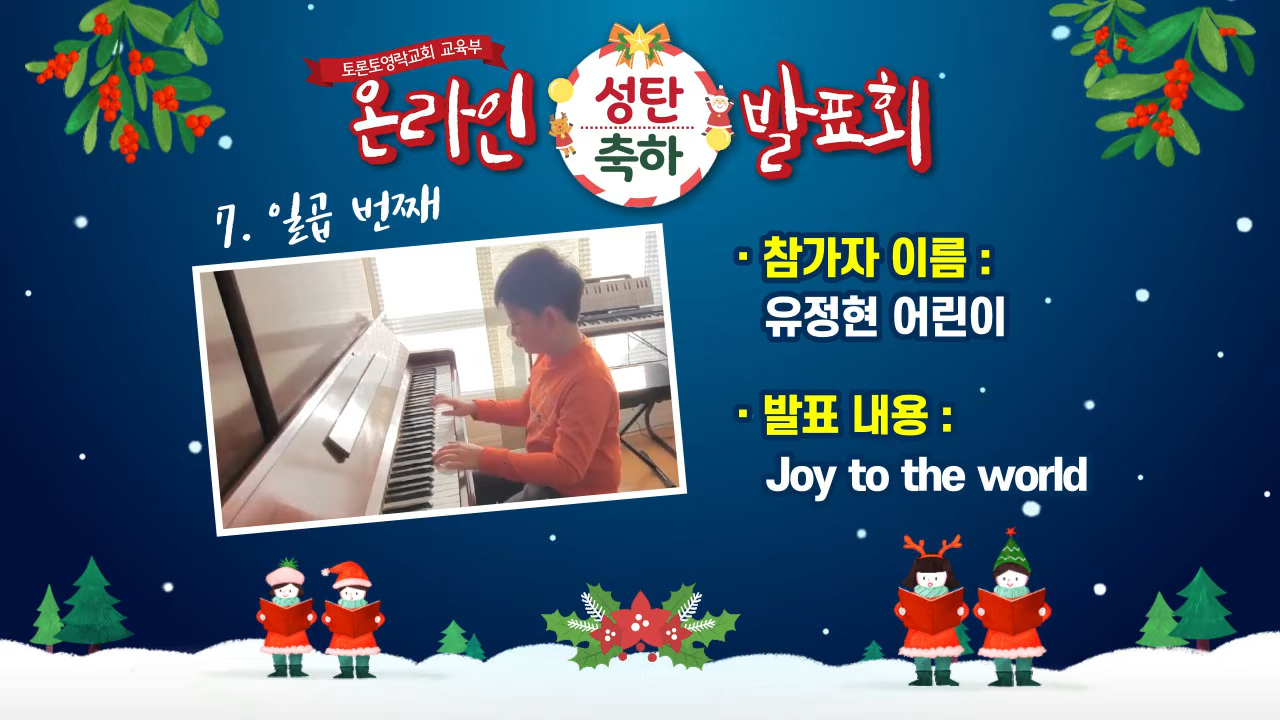 토론토영락교회 교육부
온라인 성탄축하 발표회
7. 일곱 번째
· 참가자 이름 :
유정현 어린이
· 발표 내용 :
Joy to the world